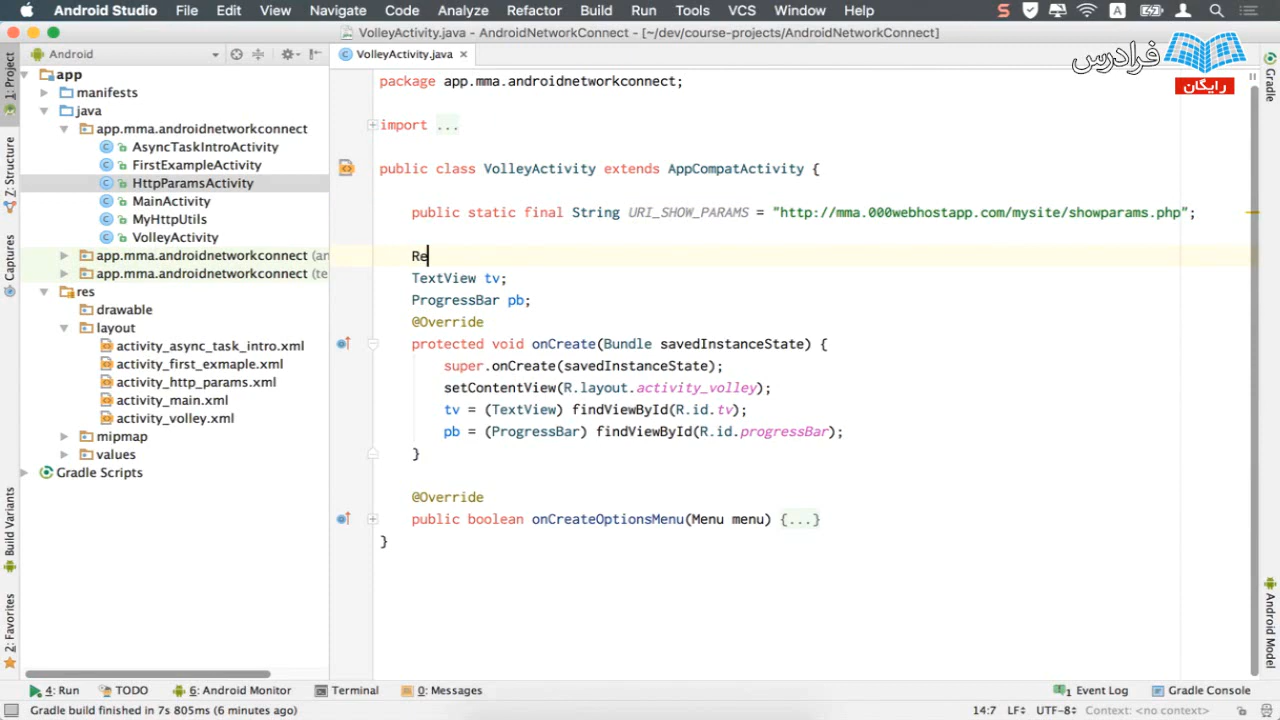 Android Studio File Edit View Navigate Code Analyze Refactor Build Run Tools VCS Window Help
VolleyActivity.java - AndroidNetworkConnect - [~/dev/course-projects/AndroidNetworkConnect]
فرادرس
رایگان
Android
VolleyActivity.java
1: Project
Z: Structure
Captures
Build Variants
2: Favorites
app
manifests
java
app.mma.androidnetworkconnect
AsyncTaskIntroActivity
FirstExampleActivity
HttpParamsActivity
MainActivity
MyHttpUtils
VolleyActivity
app.mma.androidnetworkconnect (an
app.mma.androidnetworkconnect (te
res
drawable
layout
activity_async_task_intro.xml
activity_first_exmaple.xml
activity_http_params.xml
activity_main.xml
activity_volley.xml
mipmap
values
Gradle Scripts
package app.mma.androidnetworkconnect;
import ...
public class VolleyActivity extends AppCompatActivity {
public static final String URI_SHOW_PARAMS = "http://mma.000webhostapp.com/mysite/showparams.php";
Re
TextView tv;
ProgressBar pb;
@Override
protected void onCreate(Bundle savedInstanceState) {
super.onCreate(savedInstanceState);
setContentView(R.layout.activity_volley);
tv = (TextView) findViewById(R.id.tv);
pb = (ProgressBar) findViewById(R.id.progressBar);
}
@Override
public boolean onCreateOptionsMenu(Menu menu) {...}
}
Gradle
Android Model
4: Run TODO 6: Android Monitor Terminal 0: Messages 1 Event Log Gradle Console
Gradle build finished in 7s 805ms (6 minutes ago) 14:7 LF UTF-8 Context: <no context>